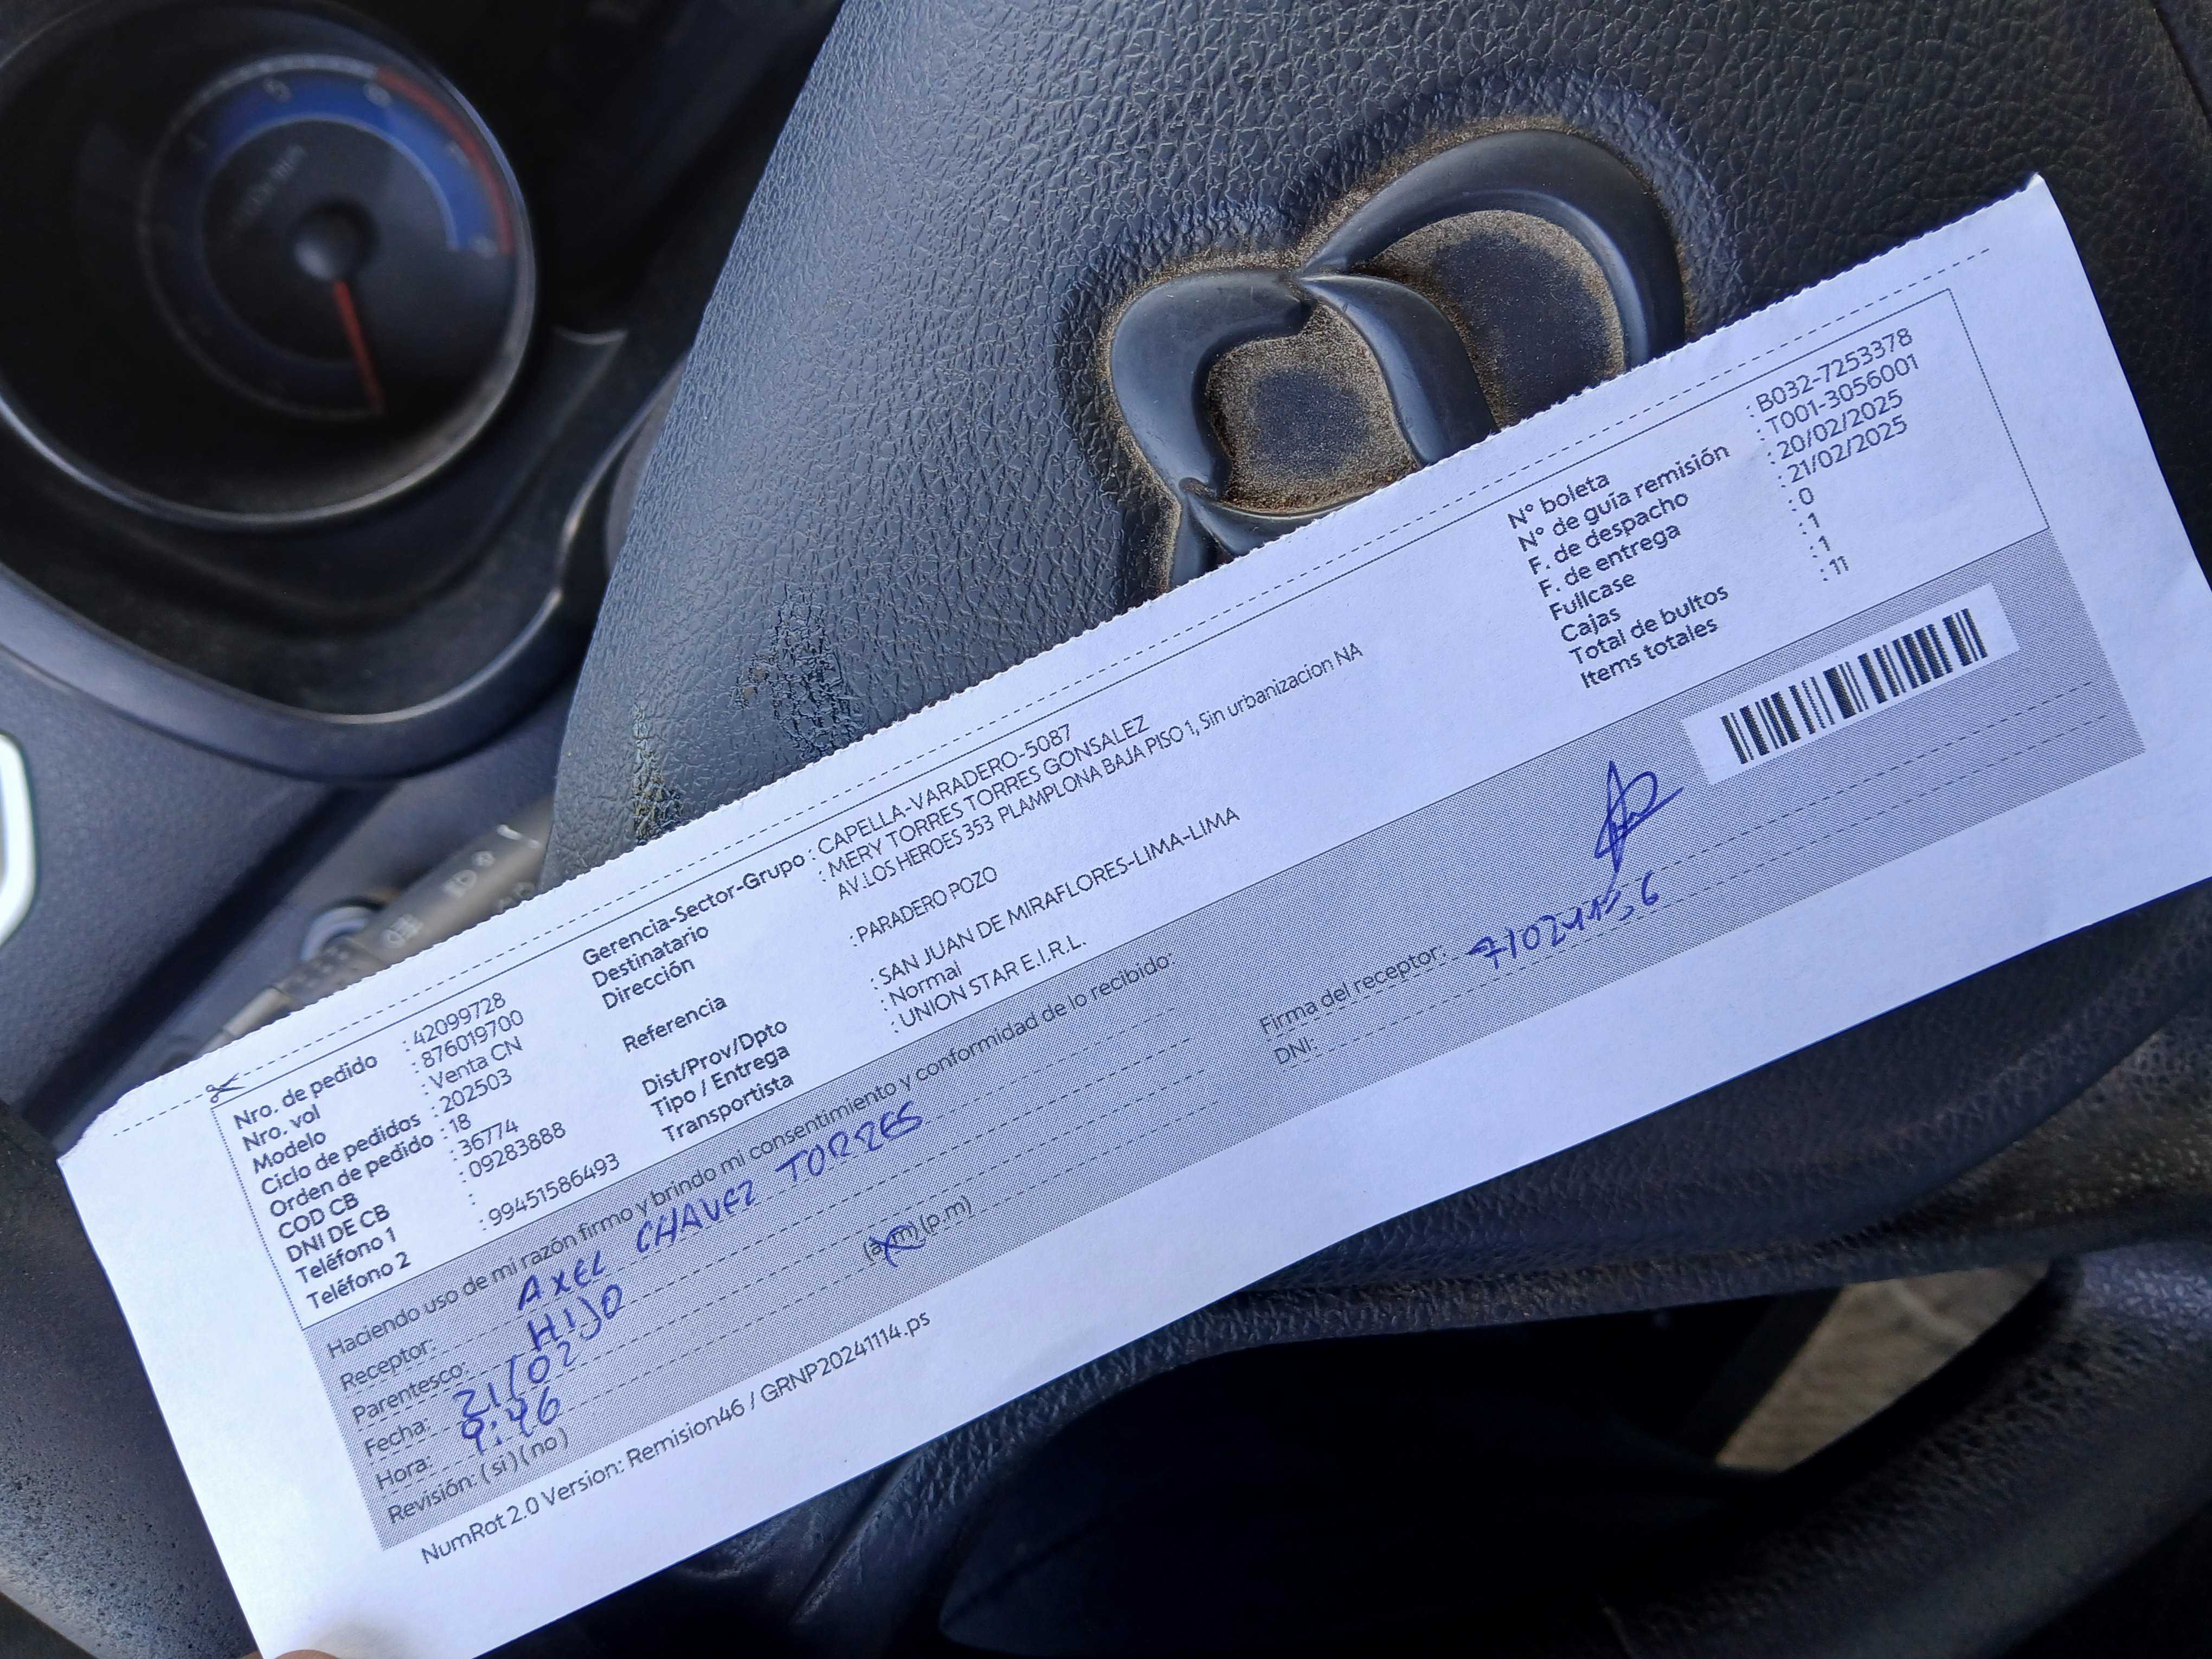 Nro. de pedido : 42099728
Nro. vol : 876019700
Modelo : Venta CN
Ciclo de pedidos : 202503
Orden de pedido : 18
COD CB : 36774
DNI DE CB : 09283888
Teléfono 1 :
Teléfono 2 : 99451586493
Gerencia-Sector-Grupo : CAPELLA-VARADERO-5087
Destinatario : MERY TORRES TORRES GONSALEZ
Dirección AV.LOS HEROES 353 PLAMPLONA BAJA PISO 1, Sin urbanizacion NA
Referencia : PARADERO POZO
Dist/Prov/Dpto : SAN JUAN DE MIRAFLORES-LIMA-LIMA
Tipo / Entrega : Normal
Transportista : UNION STAR E.I.R.L.
N° boleta : B032-7253378
N° de guía remisión : T001-3056001
F. de despacho : 20/02/2025
F. de entrega : 21/02/2025
Fullcase : 0
Cajas : 1
Total de bultos : 1
Items totales : 11
Haciendo uso de mi razón firmo y brindo mi consentimiento y conformidad de lo recibido:
Receptor: AXEL CHAVEZ TORRES
Parentesco: HIJO
Fecha: 21/02
Hora: 9:46 (a.m) (p.m)
Revisión: (si) (no)
Firma del receptor:
DNI:
NumRot 2.0 Version: Remision46 / GRNP20241114.ps